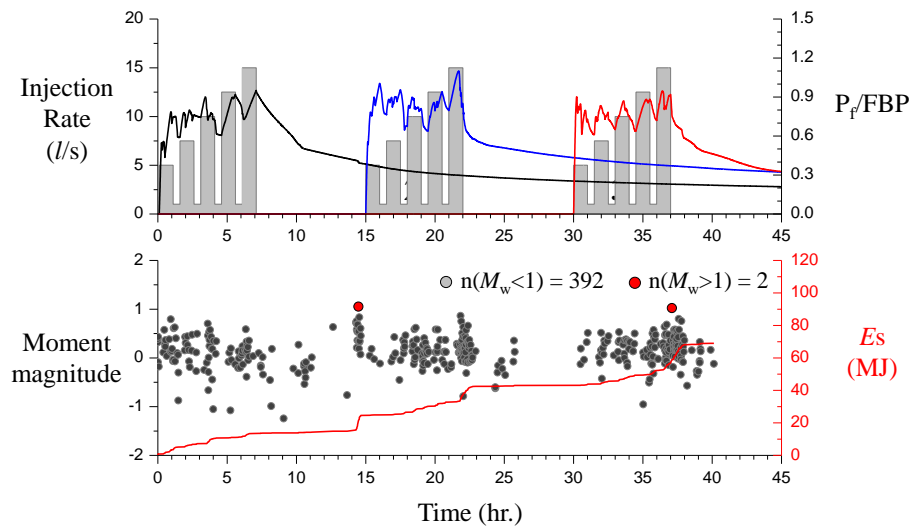 20
15
10
5
0
Injection
Rate
(l/s)
1.5
1.2
0.9
0.6
0.3
0.0
Pf/FBP
0 5 10 15 20 25 30 35 40 45
n(Mw<1) = 392 n(Mw>1) = 2
2
1
0
-1
-2
Moment
magnitude
120
100
80
60
40
20
0
Es
(MJ)
0 5 10 15 20 25 30 35 40 45
Time (hr.)